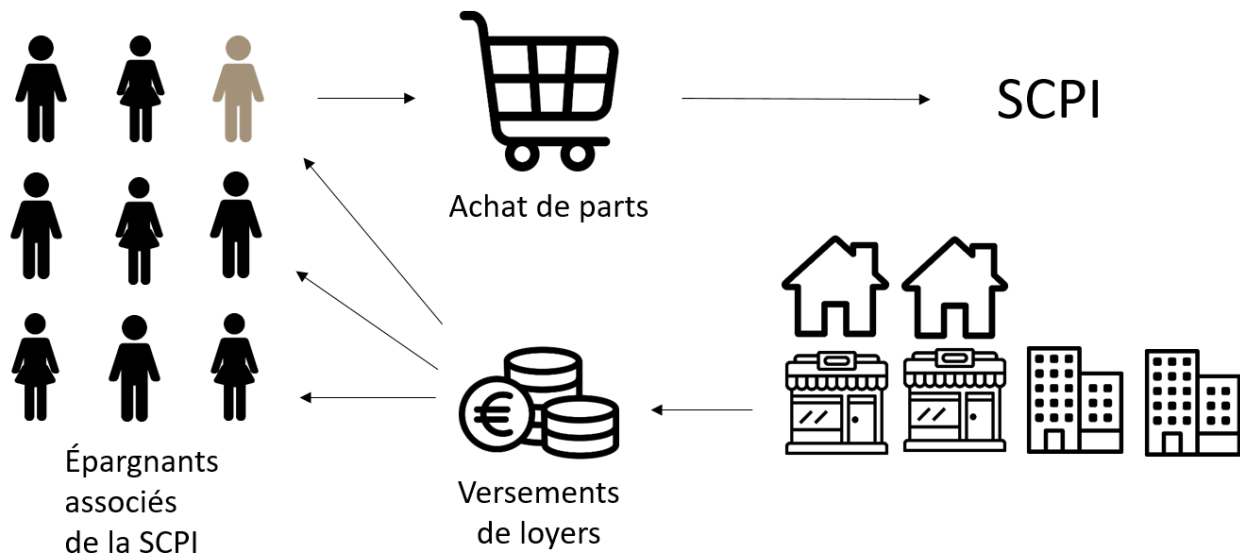 SCPI
Achat de parts
Épargnants
associés
de la SCPI
Versements
de loyers